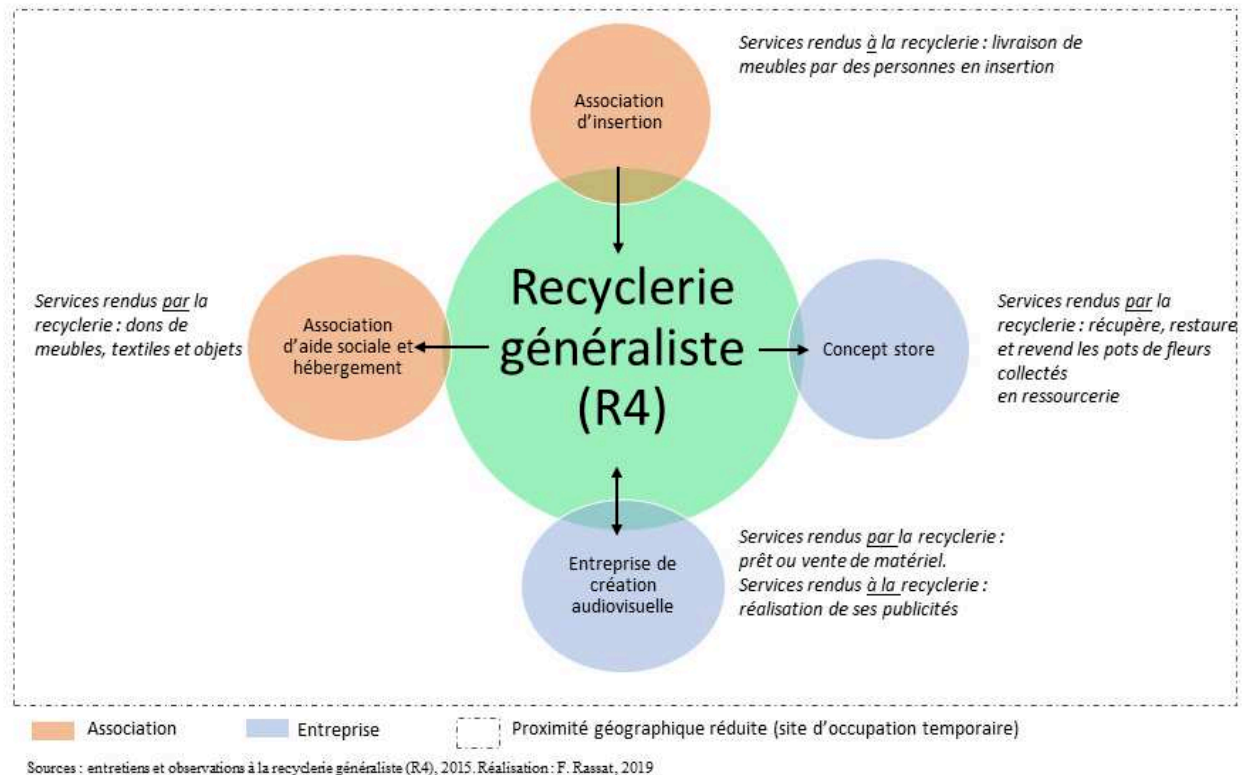 Services rendus à la recyclerie : livraison de
meubles par des personnes en insertion
Association
d'insertion
Services rendus par la
recyclerie : dons de
meubles, textiles et objets
Association
d'aide sociale et
hébergement
Recyclerie
généraliste
(R4)
Concept store
Services rendus par la
recyclerie : récupère, restaure
et revend les pots de fleurs
collectés
en ressourcerie
Entreprise de
création
audiovisuelle
Services rendus par la recyclerie :
prêt ou vente de matériel.
Services rendus à la recyclerie :
réalisation de ses publicités
Association
Entreprise
Proximité géographique réduite (site d'occupation temporaire)
Sources : entretiens et observations à la recyclerie généraliste (R4), 2015. Réalisation : F. Rassat, 2019